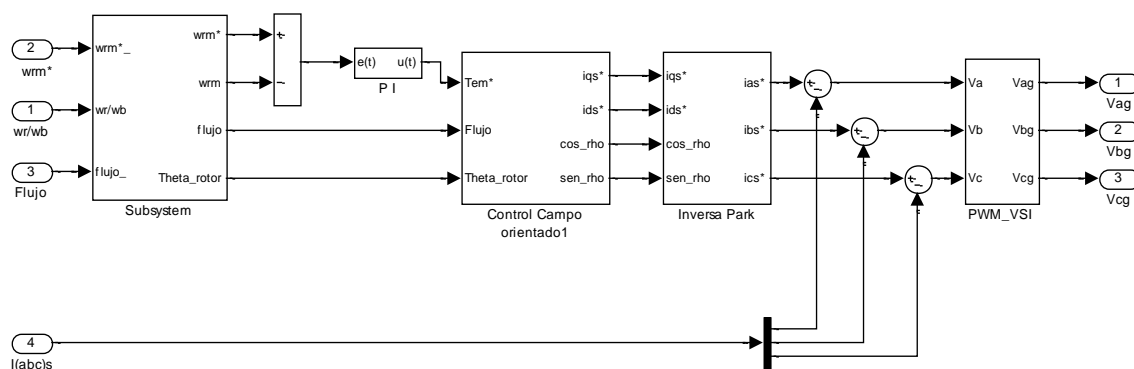 2
wrm*
1
wr/wb
3
Flujo
wrm*_
wr/wb
flujo_
wrm*
wrm
flujo
Theta_rotor
Subsystem
+
−
e(t)
u(t)
P I
Tem*
Flujo
Theta_rotor
iqs*
ids*
cos_rho
sen_rho
Control Campo
orientado1
iqs*
ids*
cos_rho
sen_rho
ias*
ibs*
ics*
Inversa Park
+
−
+
−
+
−
Va
Vb
Vc
Vag
Vbg
Vcg
PWM_VSI
1
Vag
2
Vbg
3
Vcg
4
I(abc)s